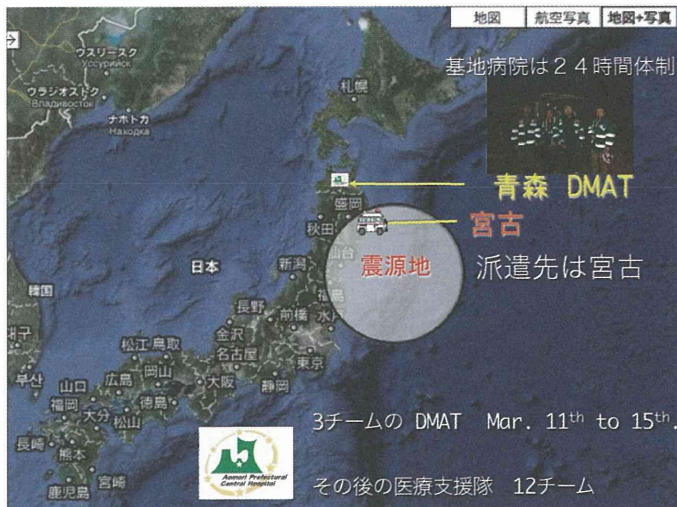 地図 航空写真 地図+写真
ウスリースク
Уссурийск
基地病院は24時間体制
ウラジオストク
Владивосток
札幌
ナホトカ
Находка
青森 DMAT
盛岡
秋田
宮古
仙台
日本
新潟
震源地
派遣先は宮古
韓国
福島
長野
前橋 水戸
金沢
松江 鳥取
名古屋
東京
대구
岡山
부산
山口
広島
大阪
静岡
福岡
徳島
大分
松山
3チームの DMAT Mar. 11th to 15th.
長崎
熊本
Aomori Prefectural
Central Hospital
宮崎
鹿児島
その後の医療支援隊 12チーム